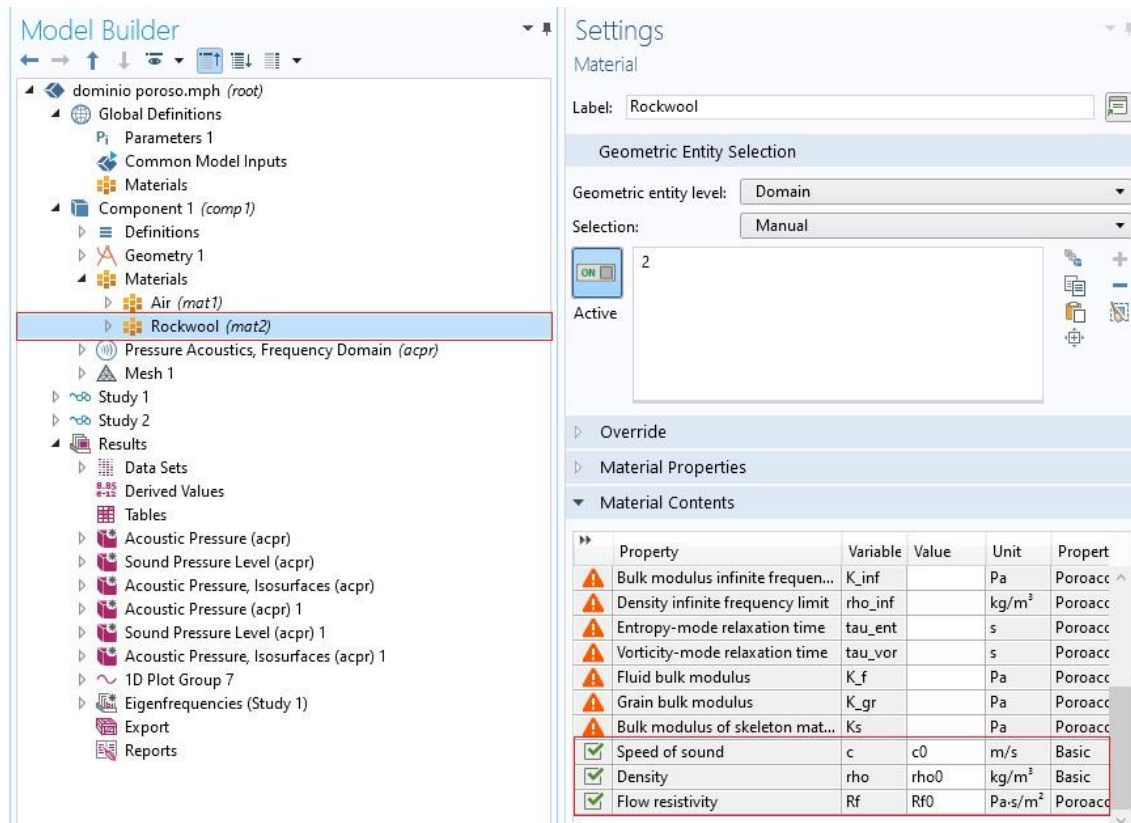 Model Builder
dominio poroso.mph (root)
Global Definitions
Pi Parameters 1
Common Model Inputs
Materials
Component 1 (comp1)
Definitions
Geometry 1
Materials
Air (mat1)
Rockwool (mat2)
Pressure Acoustics, Frequency Domain (acpr)
Mesh 1
Study 1
Study 2
Results
Data Sets
8.85 e-12 Derived Values
Tables
Acoustic Pressure (acpr)
Sound Pressure Level (acpr)
Acoustic Pressure, Isosurfaces (acpr)
Acoustic Pressure (acpr) 1
Sound Pressure Level (acpr) 1
Acoustic Pressure, Isosurfaces (acpr) 1
1D Plot Group 7
Eigenfrequencies (Study 1)
Export
Reports
Settings
Material
Label: Rockwool
Geometric Entity Selection
Geometric entity level: Domain
Selection: Manual
ON
2
Active
Override
Material Properties
Material Contents
Property Variable Value Unit Propert
Bulk modulus infinite frequen... K_inf Pa Poroacc
Density infinite frequency limit rho_inf kg/m³ Poroacc
Entropy-mode relaxation time tau_ent s Poroacc
Vorticity-mode relaxation time tau_vor s Poroacc
Fluid bulk modulus K_f Pa Poroacc
Grain bulk modulus K_gr Pa Poroacc
Bulk modulus of skeleton mat... Ks Pa Poroacc
Speed of sound c c0 m/s Basic
Density rho rho0 kg/m³ Basic
Flow resistivity Rf Rf0 Pa·s/m² Poroacc